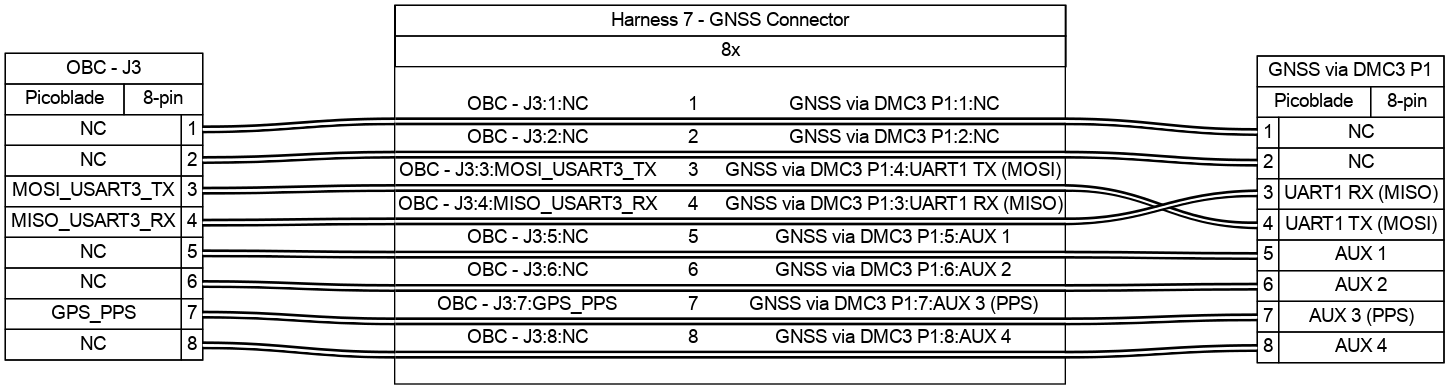 Harness 7 - GNSS Connector
8x
OBC - J3
Picoblade 8-pin
NC 1
NC 2
MOSI_USART3_TX 3
MISO_USART3_RX 4
NC 5
NC 6
GPS_PPS 7
NC 8
OBC - J3:1:NC 1 GNSS via DMC3 P1:1:NC
OBC - J3:2:NC 2 GNSS via DMC3 P1:2:NC
OBC - J3:3:MOSI_USART3_TX 3 GNSS via DMC3 P1:4:UART1 TX (MOSI)
OBC - J3:4:MISO_USART3_RX 4 GNSS via DMC3 P1:3:UART1 RX (MISO)
OBC - J3:5:NC 5 GNSS via DMC3 P1:5:AUX 1
OBC - J3:6:NC 6 GNSS via DMC3 P1:6:AUX 2
OBC - J3:7:GPS_PPS 7 GNSS via DMC3 P1:7:AUX 3 (PPS)
OBC - J3:8:NC 8 GNSS via DMC3 P1:8:AUX 4
GNSS via DMC3 P1
Picoblade 8-pin
1 NC
2 NC
3 UART1 RX (MISO)
4 UART1 TX (MOSI)
5 AUX 1
6 AUX 2
7 AUX 3 (PPS)
8 AUX 4